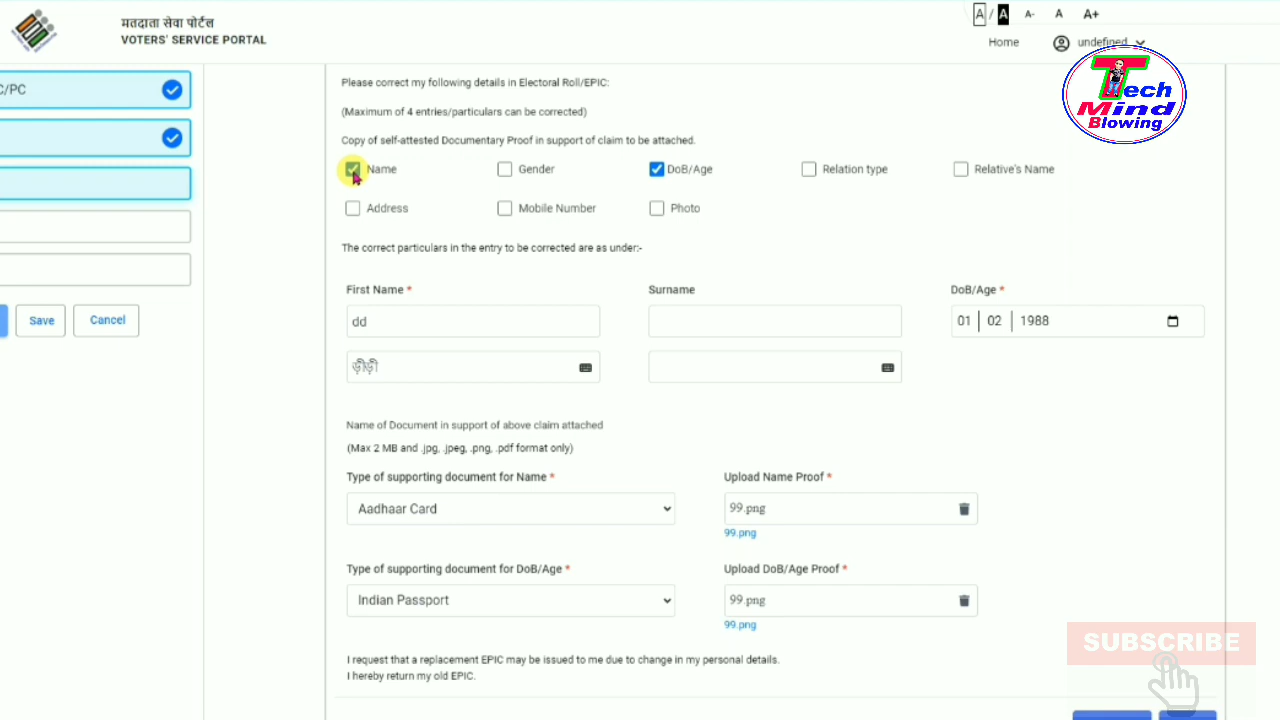 मतदाता सेवा पोर्टल
VOTERS' SERVICE PORTAL
A / A A- A A+
Home undefined
Tech
Mind
Blowing
C/PC
Save Cancel
Please correct my following details in Electoral Roll/EPIC:
(Maximum of 4 entries/particulars can be corrected)
Copy of self-attested Documentary Proof in support of claim to be attached.
Name Gender DoB/Age Relation type Relative's Name
Address Mobile Number Photo
The correct particulars in the entry to be corrected are as under:-
First Name * Surname DoB/Age *
dd 01 02 1988
Name of Document in support of above claim attached
(Max 2 MB and .jpg, .jpeg, .png, .pdf format only)
Type of supporting document for Name * Upload Name Proof *
Aadhaar Card 99.png
99.png
Type of supporting document for DoB/Age * Upload DoB/Age Proof *
Indian Passport 99.png
99.png
SUBSCRIBE
I request that a replacement EPIC may be issued to me due to change in my personal details.
I hereby return my old EPIC.